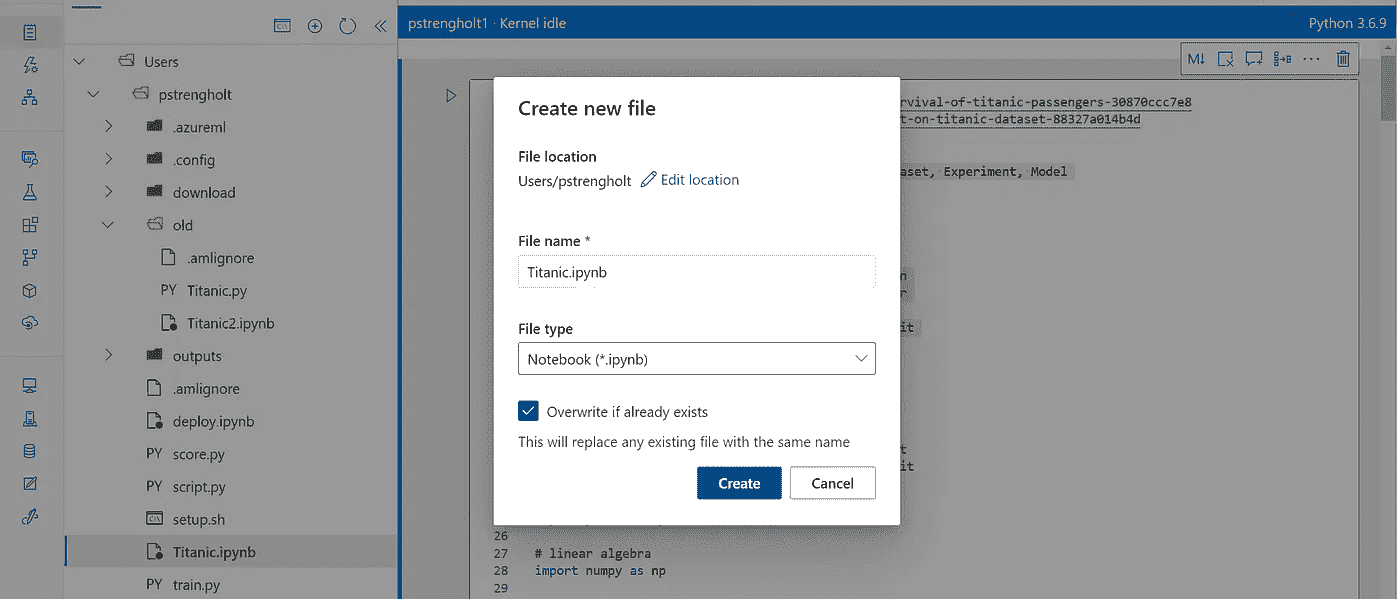 pstrengholt1 · Kernel idle
Python 3.6.9
Users
pstrengholt
.azureml
.config
download
old
.amlignore
PY Titanic.py
Titanic2.ipynb
outputs
.amlignore
deploy.ipynb
PY score.py
PY script.py
setup.sh
Titanic.ipynb
PY train.py
M↓
rvival-of-titanic-passengers-30870ccc7e8
t-on-titanic-dataset-88327a014b4d
aset, Experiment, Model
n
r
it
t
it
26
27 # linear algebra
28 import numpy as np
29
Create new file
File location
Users/pstrengholt Edit location
File name *
Titanic.ipynb
File type
Notebook (*.ipynb)
Overwrite if already exists
This will replace any existing file with the same name
Create Cancel